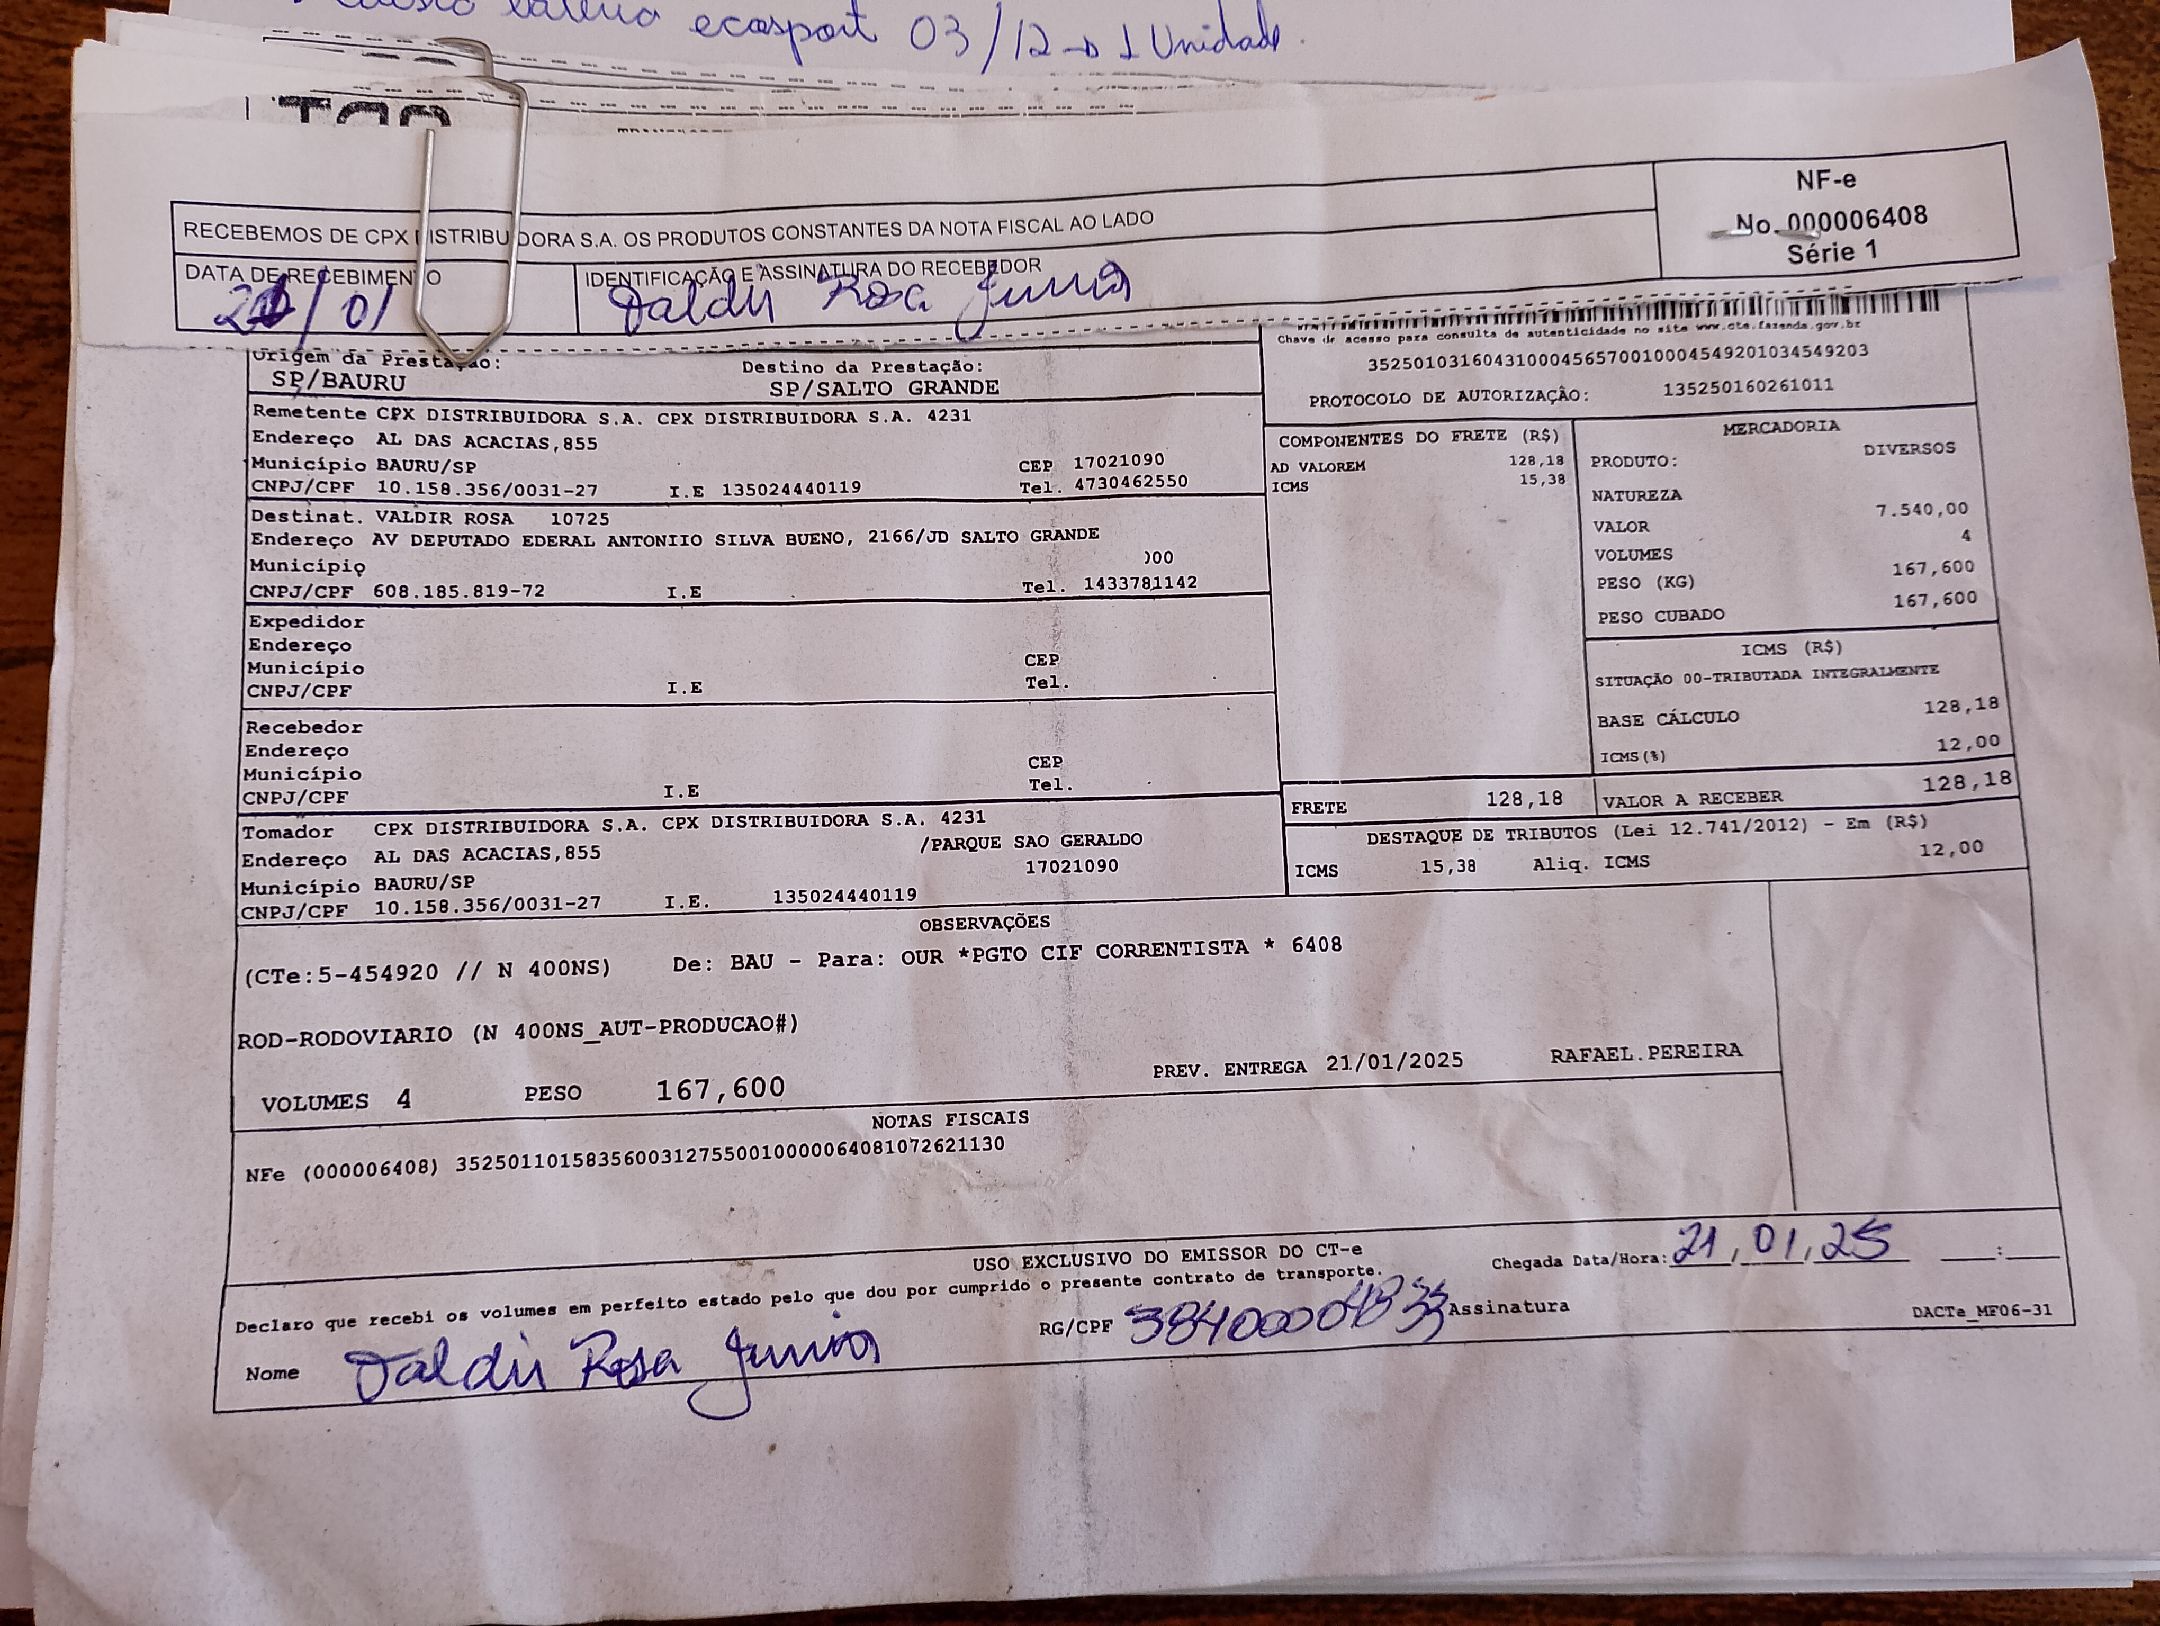 ecosport 03/12 → 1 Unidade.
RECEBEMOS DE CPX DISTRIBUIDORA S.A. OS PRODUTOS CONSTANTES DA NOTA FISCAL AO LADO
NF-e
No. 000006408
Série 1
DATA DE RECEBIMENTO
IDENTIFICAÇÃO E ASSINATURA DO RECEBEDOR
21/01
Valdir Rosa Junior
Chave de acesso para consulta de autenticidade no site www.cte.fazenda.gov.br
35250103160431000456570010004549201034549203
PROTOCOLO DE AUTORIZAÇÃO: 135250160261011
Origem da Prestação: Destino da Prestação:
SP/BAURU SP/SALTO GRANDE
Remetente CPX DISTRIBUIDORA S.A. CPX DISTRIBUIDORA S.A. 4231
Endereço AL DAS ACACIAS,855
Município BAURU/SP CEP 17021090
CNPJ/CPF 10.158.356/0031-27 I.E 135024440119 Tel. 4730462550
Destinat. VALDIR ROSA 10725
Endereço AV DEPUTADO EDERAL ANTONIIO SILVA BUENO, 2166/JD SALTO GRANDE
Município 000
CNPJ/CPF 608.185.819-72 I.E Tel. 1433781142
Expedidor
Endereço
Município CEP
CNPJ/CPF I.E Tel.
Recebedor
Endereço
Município CEP
CNPJ/CPF I.E Tel.
Tomador CPX DISTRIBUIDORA S.A. CPX DISTRIBUIDORA S.A. 4231
Endereço AL DAS ACACIAS,855 /PARQUE SAO GERALDO
Município BAURU/SP 17021090
CNPJ/CPF 10.158.356/0031-27 I.E. 135024440119
COMPONENTES DO FRETE (R$)
AD VALOREM 128,18
ICMS 15,38
MERCADORIA
PRODUTO: DIVERSOS
NATUREZA
VALOR 7.540,00
VOLUMES 4
PESO (KG) 167,600
PESO CUBADO 167,600
ICMS (R$)
SITUAÇÃO 00-TRIBUTADA INTEGRALMENTE
BASE CÁLCULO 128,18
ICMS(%) 12,00
FRETE 128,18 VALOR A RECEBER 128,18
DESTAQUE DE TRIBUTOS (Lei 12.741/2012) - Em (R$)
ICMS 15,38 Aliq. ICMS 12,00
OBSERVAÇÕES
(CTe:5-454920 // N 400NS) De: BAU - Para: OUR *PGTO CIF CORRENTISTA * 6408
ROD-RODOVIARIO (N 400NS_AUT-PRODUCAO#)
VOLUMES 4 PESO 167,600 PREV. ENTREGA 21/01/2025 RAFAEL.PEREIRA
NOTAS FISCAIS
NFe (000006408) 35250110158356003127550010000064081072621130
USO EXCLUSIVO DO EMISSOR DO CT-e
Declaro que recebi os volumes em perfeito estado pelo que dou por cumprido o presente contrato de transporte.
Chegada Data/Hora: 21,01,25 __:__
Nome Valdir Rosa Junior RG/CPF Assinatura
DACTe_MF06-31